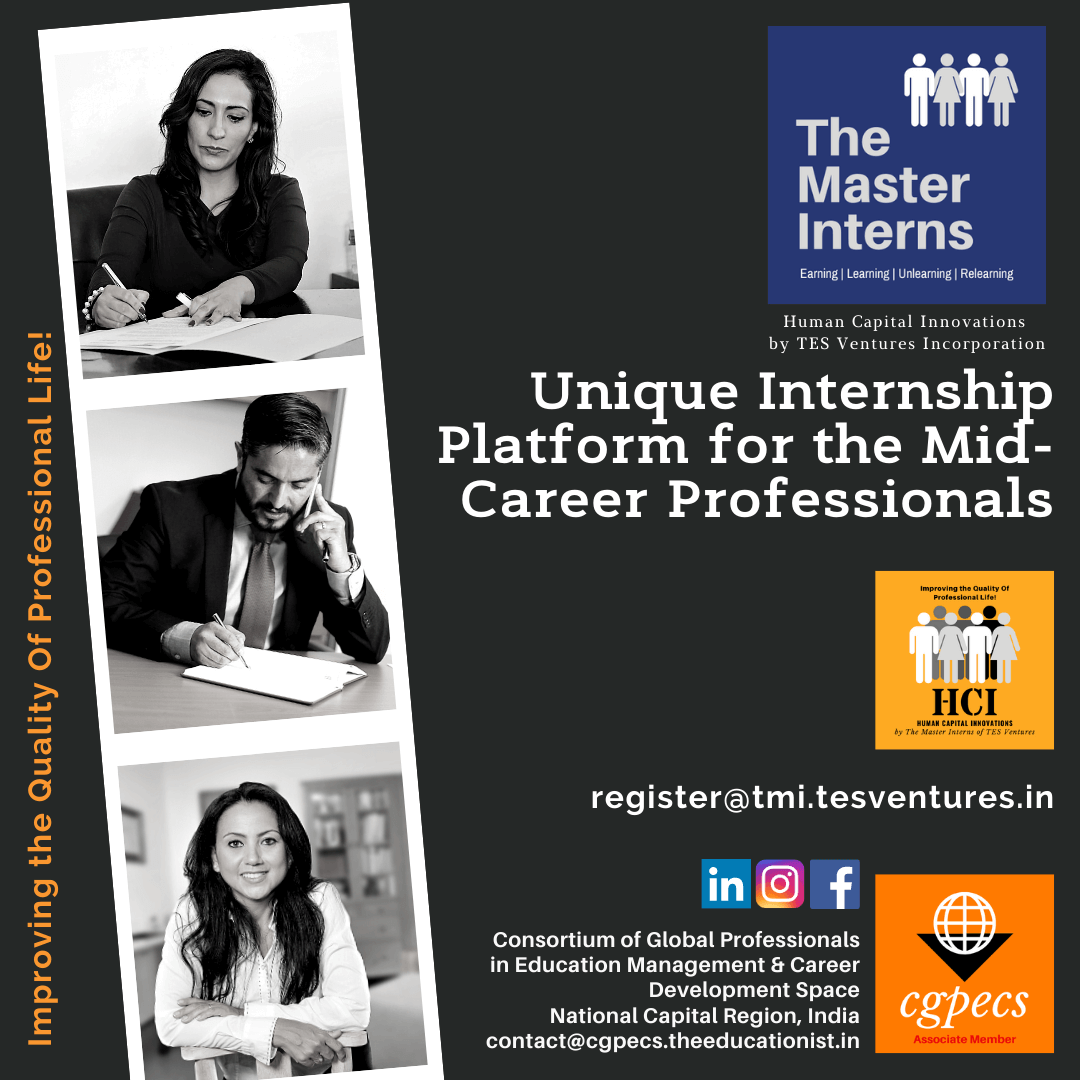 The
Master
Interns
Earning | Learning | Unlearning | Relearning
Human Capital Innovations
by TES Ventures Incorporation
Unique Internship
Platform for the Mid-
Career Professionals
Improving the Quality Of Professional Life!
Improving the Quality Of
Professional Life!
HCI
HUMAN CAPITAL INNOVATIONS
by The Master Interns of TES Ventures
register@tmi.tesventures.in
in
f
Consortium of Global Professionals
in Education Management & Career
Development Space
National Capital Region, India
contact@cgpecs.theeducationist.in
cgpecs
Associate Member